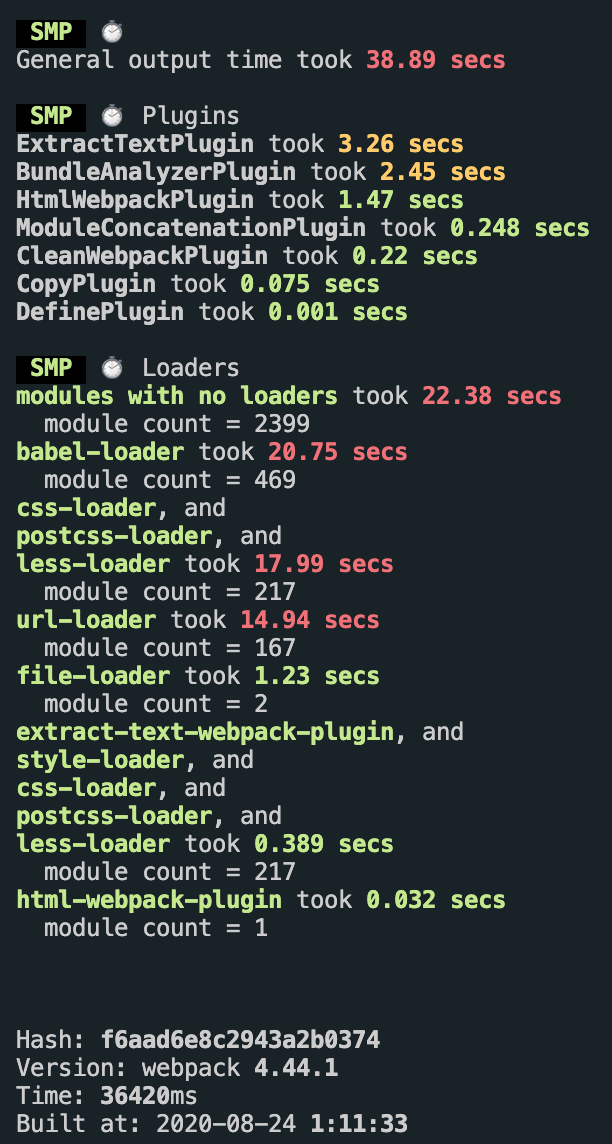 SMP ⏱
General output time took 38.89 secs
SMP ⏱ Plugins
ExtractTextPlugin took 3.26 secs
BundleAnalyzerPlugin took 2.45 secs
HtmlWebpackPlugin took 1.47 secs
ModuleConcatenationPlugin took 0.248 secs
CleanWebpackPlugin took 0.22 secs
CopyPlugin took 0.075 secs
DefinePlugin took 0.001 secs
SMP ⏱ Loaders
modules with no loaders took 22.38 secs
module count = 2399
babel-loader took 20.75 secs
module count = 469
css-loader, and
postcss-loader, and
less-loader took 17.99 secs
module count = 217
url-loader took 14.94 secs
module count = 167
file-loader took 1.23 secs
module count = 2
extract-text-webpack-plugin, and
style-loader, and
css-loader, and
postcss-loader, and
less-loader took 0.389 secs
module count = 217
html-webpack-plugin took 0.032 secs
module count = 1
Hash: f6aad6e8c2943a2b0374
Version: webpack 4.44.1
Time: 36420ms
Built at: 2020-08-24 1:11:33